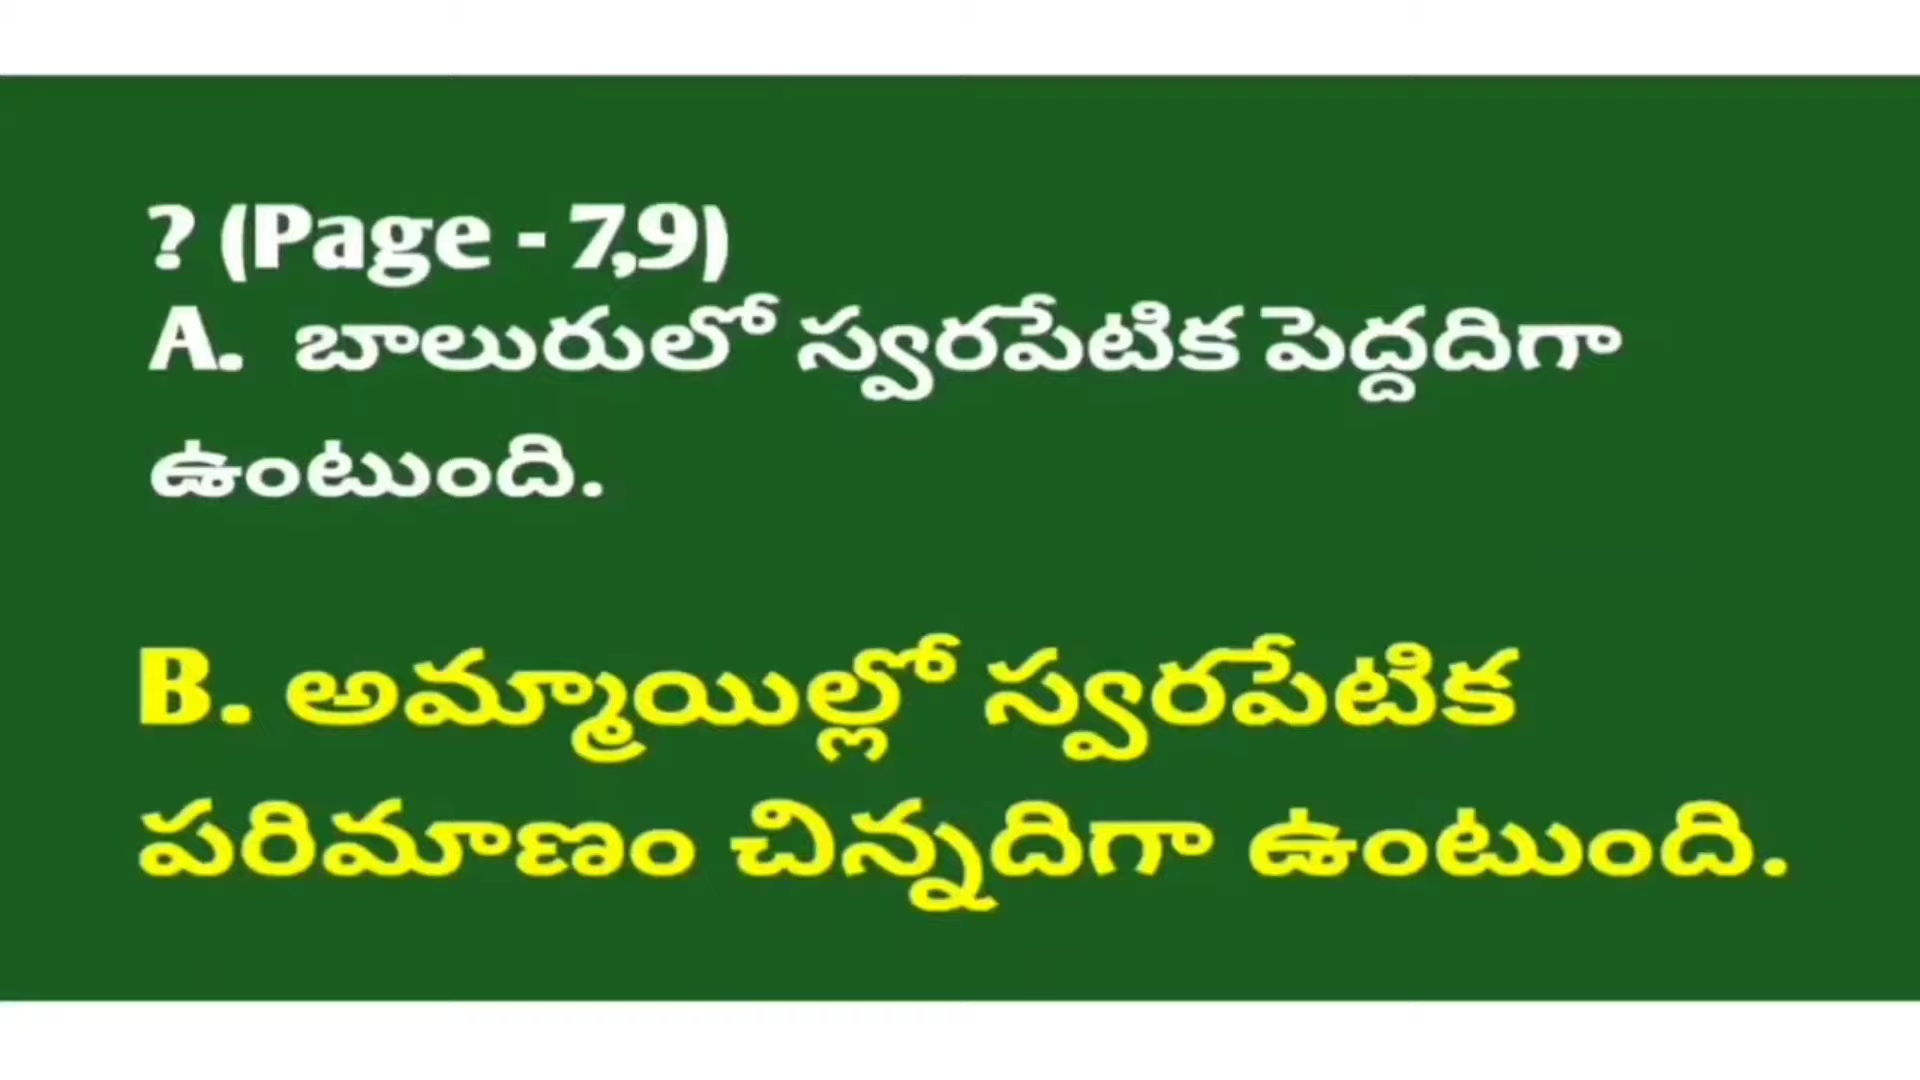 ? (Page - 7,9)
A. బాలురులో స్వరపేటిక పెద్దదిగా
ఉంటుంది.
B. అమ్మాయిల్లో స్వరపేటిక
పరిమాణం చిన్నదిగా ఉంటుంది.